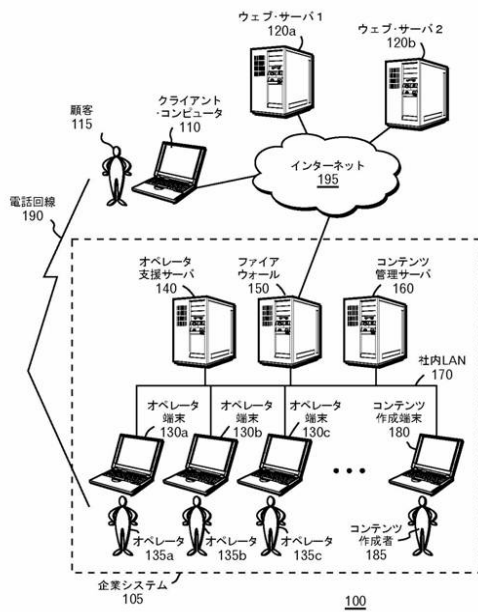 ウェブ・サーバ1
120a
ウェブ・サーバ2
120b
顧客
115
クライアント
・コンピュータ
110
インターネット
195
電話回線
190
オペレータ
支援サーバ
140
ファイア
ウォール
150
コンテンツ
管理サーバ
160
社内LAN
170
オペレータ
端末
130a
オペレータ
端末
130b
オペレータ
端末
130c
コンテンツ
作成端末
180
オペレータ
135a
オペレータ
135b
オペレータ
135c
コンテンツ
作成者
185
企業システム
105
100